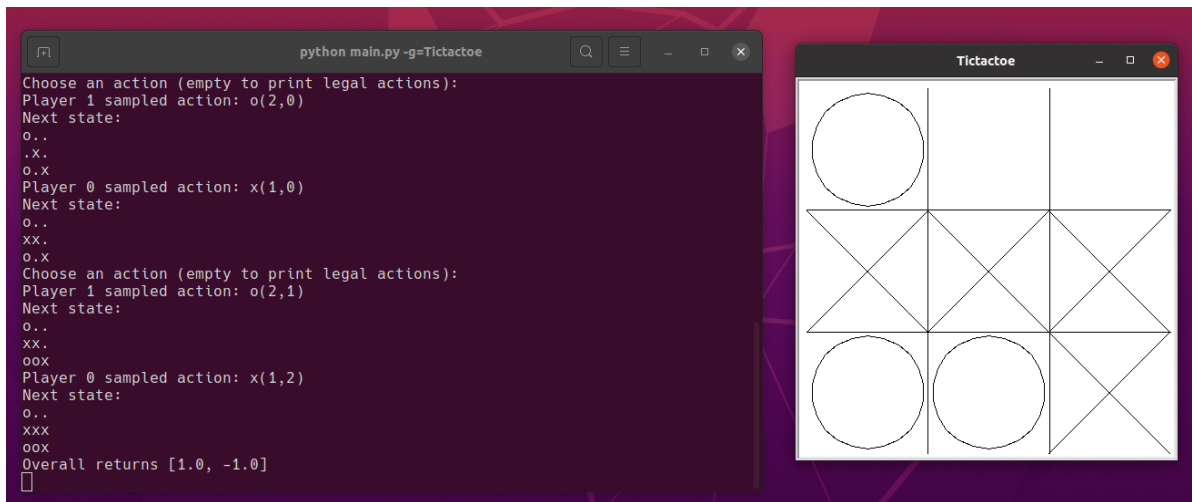 python main.py -g=Tictactoe
Choose an action (empty to print legal actions):
Player 1 sampled action: o(2,0)
Next state:
o..
.x.
o.x
Player 0 sampled action: x(1,0)
Next state:
o..
xx.
o.x
Choose an action (empty to print legal actions):
Player 1 sampled action: o(2,1)
Next state:
o..
xx.
oox
Player 0 sampled action: x(1,2)
Next state:
o..
xxx
oox
Overall returns [1.0, -1.0]
Tictactoe